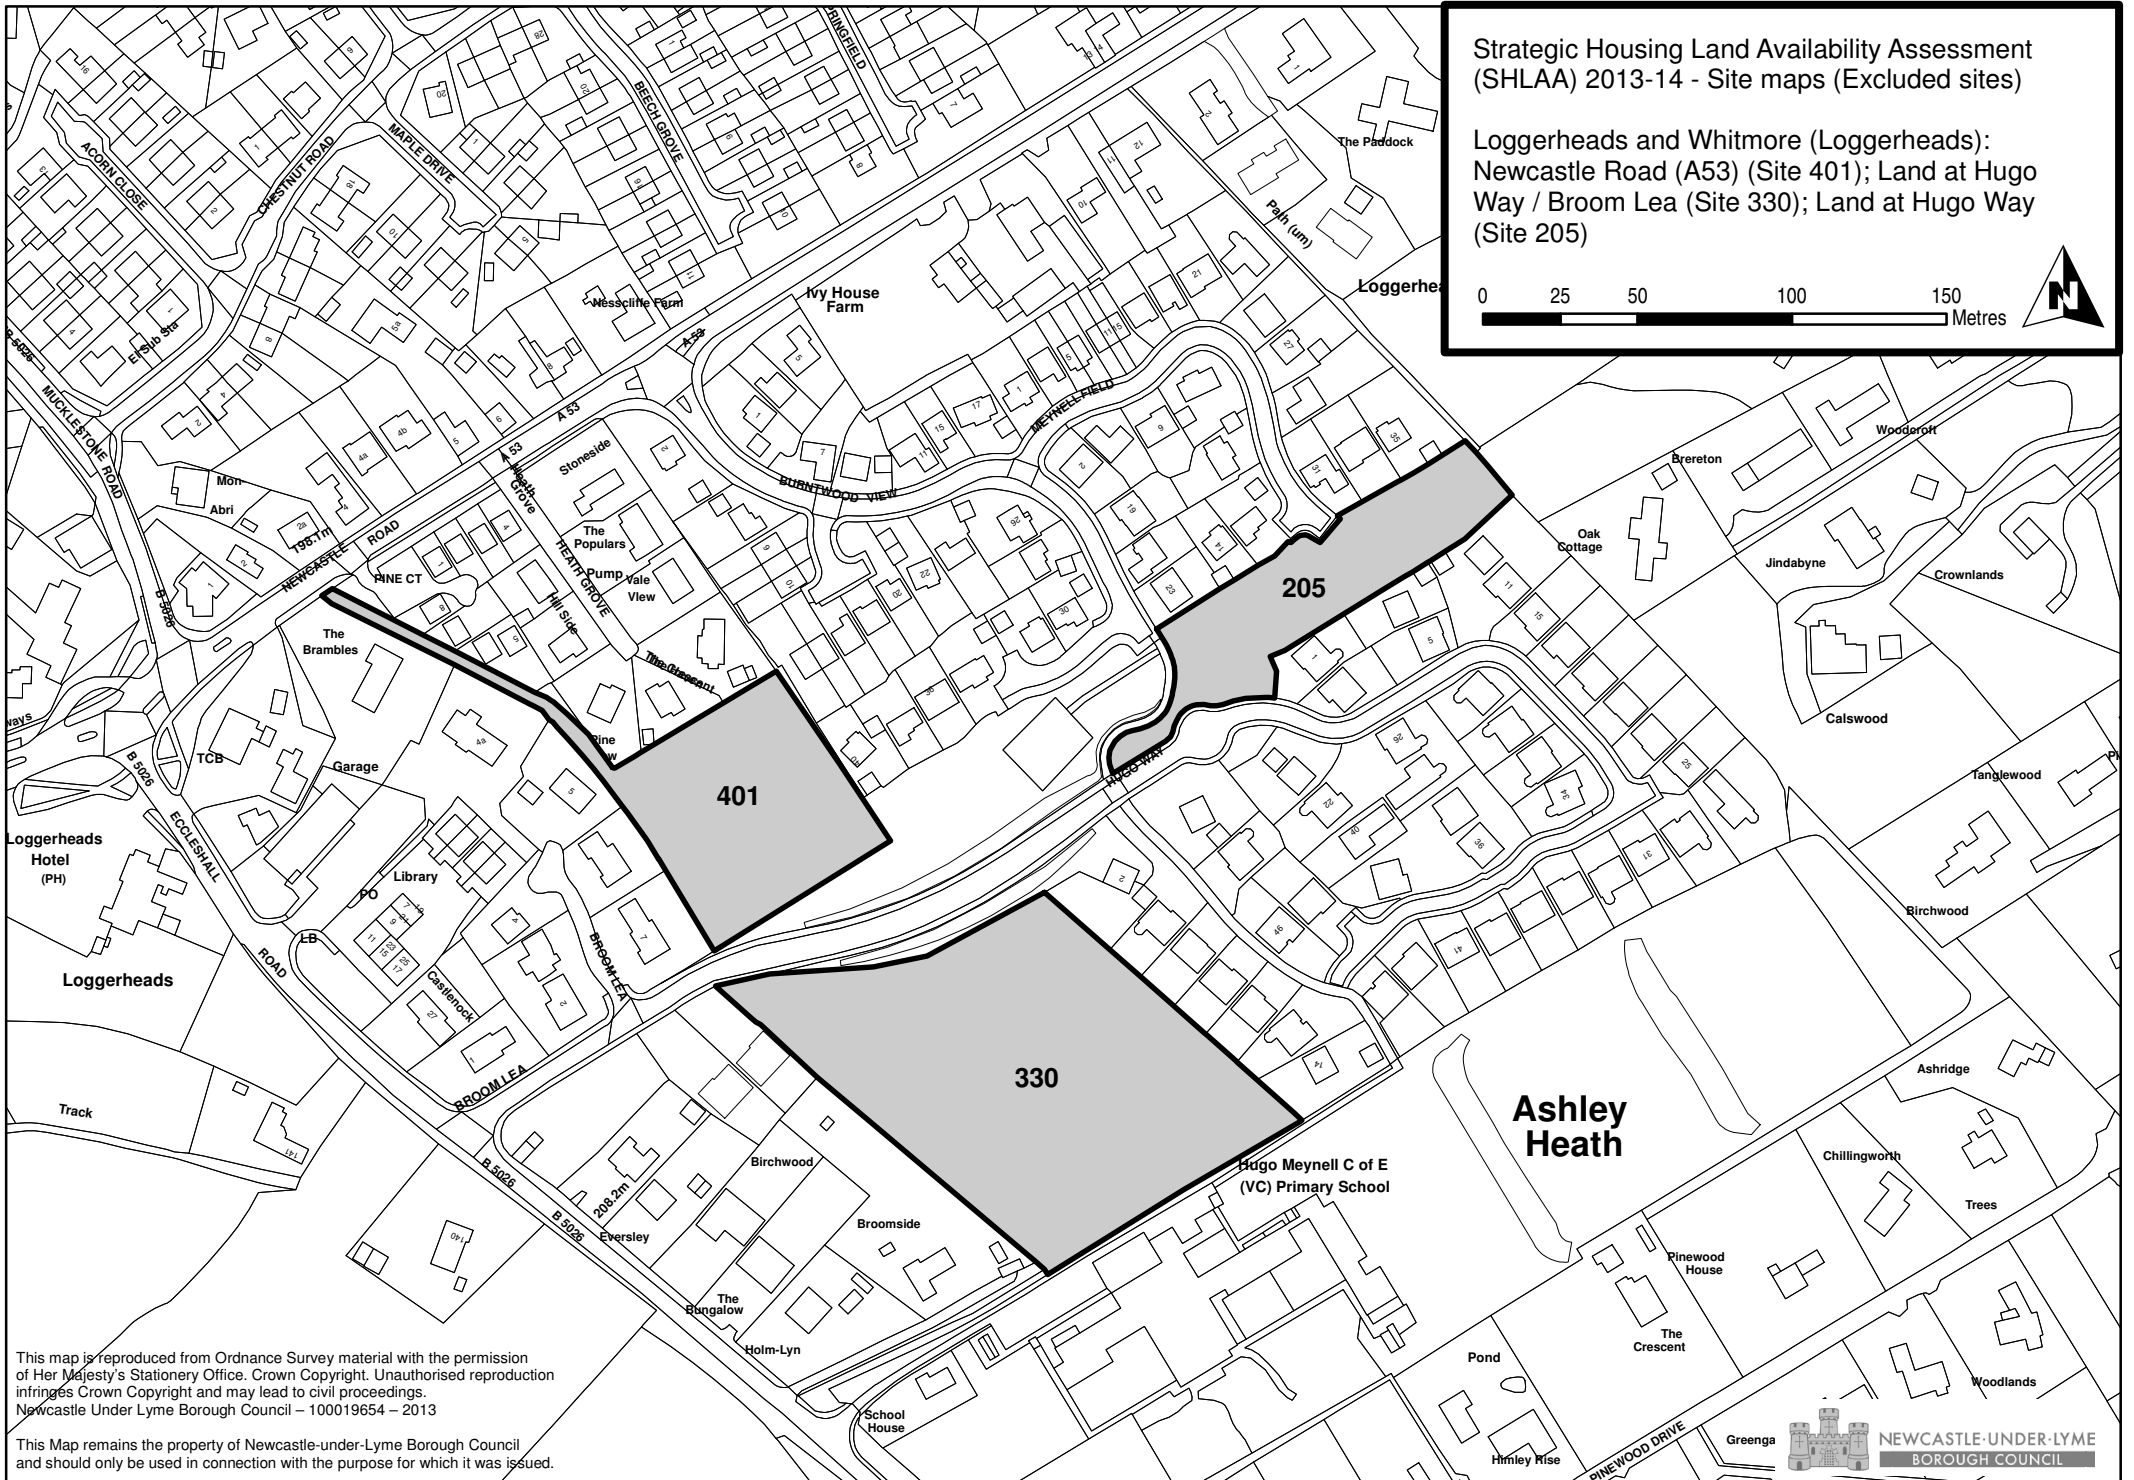 Strategic Housing Land Availability Assessment
(SHLAA) 2013-14 - Site maps (Excluded sites)
Loggerheads and Whitmore (Loggerheads):
Newcastle Road (A53) (Site 401); Land at Hugo
Way / Broom Lea (Site 330); Land at Hugo Way
(Site 205)
0 25 50 100 150
Metres
N
SPRINGFIELD
BEECH GROVE
MAPLE DRIVE
CHESTNUT ROAD
ACORN CLOSE
The Paddock
Path (um)
Nesscliffe Farm
Ivy House
Farm
El Sub Sta
B 5026
MUCKLESTONE ROAD
A 53
A 53
A 53
MEYNELL FIELD
BURNTWOOD VIEW
Stoneside
Heath
Grove
The
Populars
Pump
Vale
View
HEATH GROVE
Hill Side
Mon
Abri
198.1m
NEWCASTLE ROAD
PINE CT
B 5026
The
Brambles
The Crescent
Woodcroft
Brereton
Oak
Cottage
Jindabyne
Crownlands
Calswood
Tanglewood
Birchwood
205
HUGO WAY
401
TCB
Garage
B 5026
ECCLESHALL
ROAD
Loggerheads
Hotel
(PH)
Library
PO
LB
Loggerheads
Castlenock
BROOM LEA
BROOM LEA
330
Ashley
Heath
Hugo Meynell C of E
(VC) Primary School
Track
B 5026
B 5026
208.2m
Eversley
Birchwood
Broomside
The
Bungalow
Holm-Lyn
School
House
Ashridge
Chillingworth
Trees
Pinewood
House
The
Crescent
Pond
Woodlands
Himley Rise
PINEWOOD DRIVE
Greenga
This map is reproduced from Ordnance Survey material with the permission
of Her Majesty's Stationery Office. Crown Copyright. Unauthorised reproduction
infringes Crown Copyright and may lead to civil proceedings.
Newcastle Under Lyme Borough Council – 100019654 – 2013
This Map remains the property of Newcastle-under-Lyme Borough Council
and should only be used in connection with the purpose for which it was issued.
NEWCASTLE·UNDER·LYME
BOROUGH COUNCIL